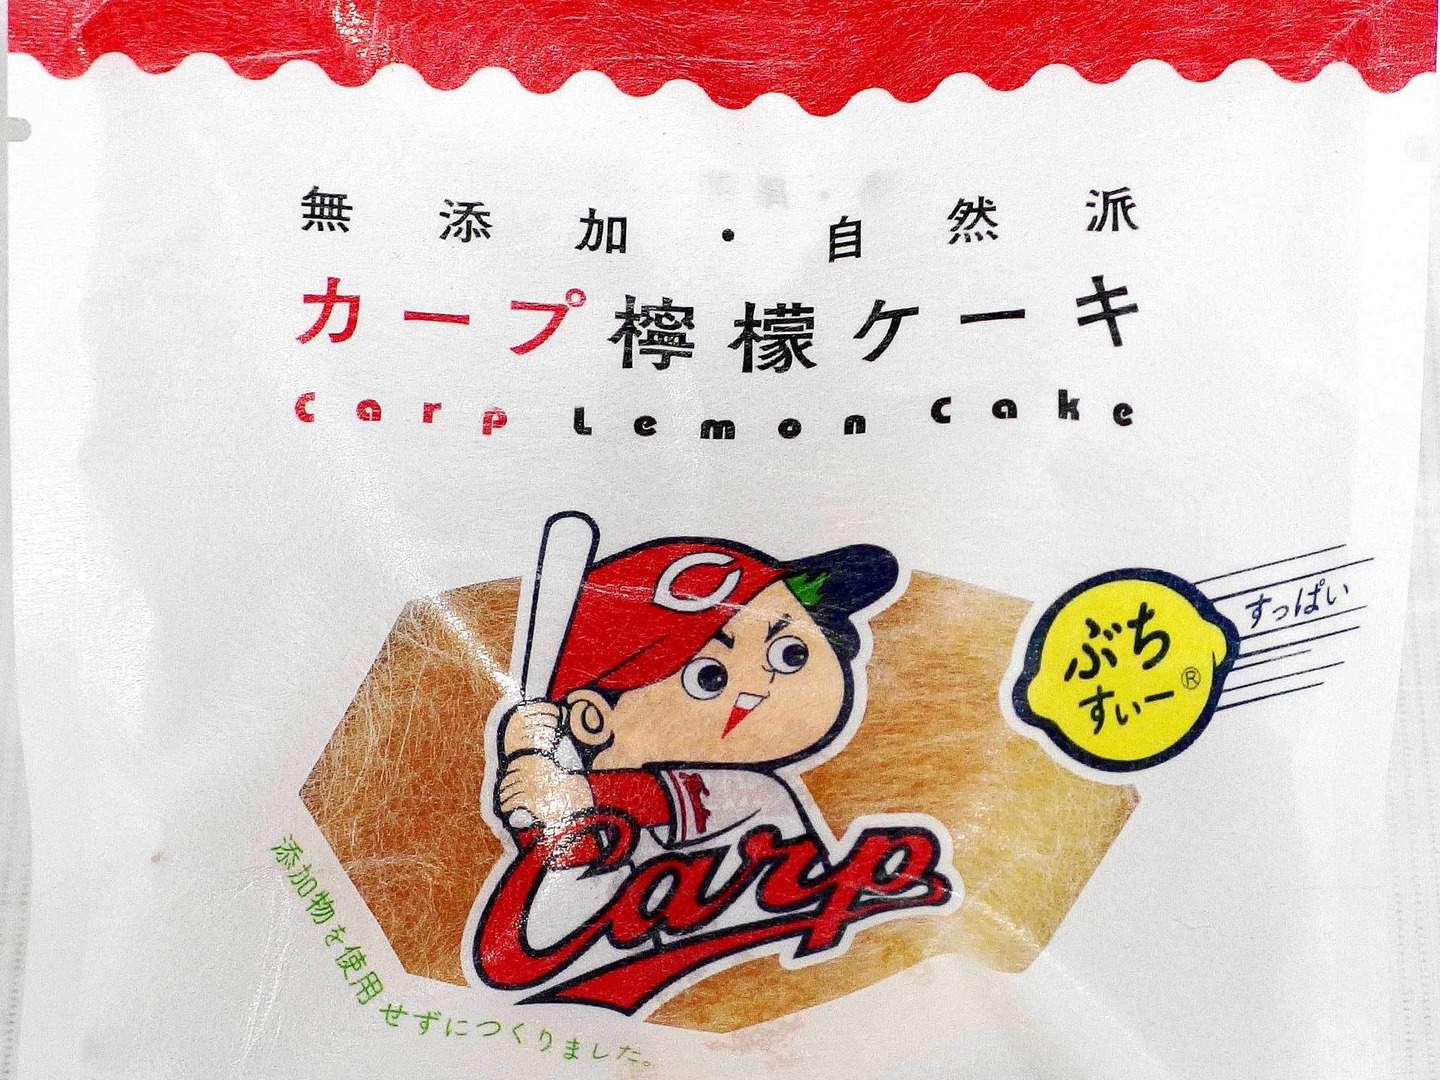 無添加・自然派
カープ檸檬ケーキ
Carp Lemon Cake
C
すっぱい
ぶち
すぃー®
Carp
添加物を使用せずにつくりました。